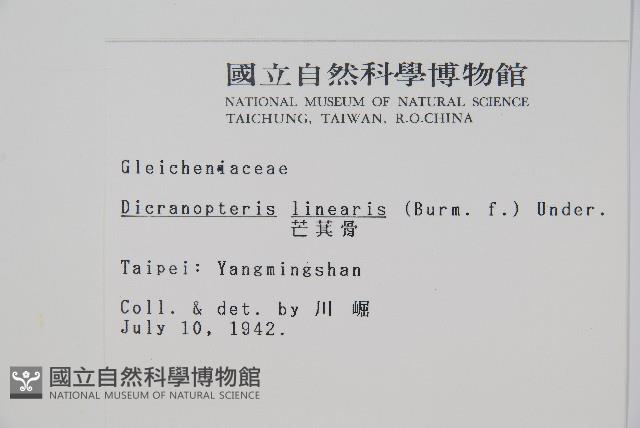 國立自然科學博物館
NATIONAL MUSEUM OF NATURAL SCIENCE
TAICHUNG, TAIWAN, R.O.CHINA
Gleicheniaceae
Dicranopteris linearis (Burm. f.) Under.
芒萁骨
Taipei: Yangmingshan
Coll. & det. by 川 崛
July 10, 1942.
國立自然科學博物館
NATIONAL MUSEUM OF NATURAL SCIENCE